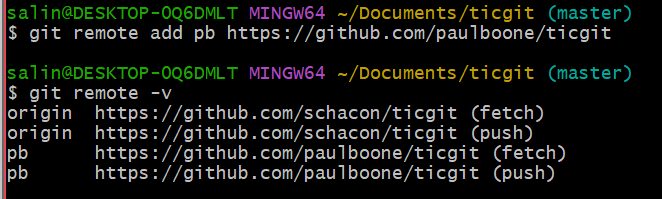 salin@DESKTOP-OQ6DMLT MINGW64 ~/Documents/ticgit (master)
$ git remote add pb https://github.com/paulboone/ticgit
salin@DESKTOP-OQ6DMLT MINGW64 ~/Documents/ticgit (master)
$ git remote -v
origin  https://github.com/schacon/ticgit (fetch)
origin  https://github.com/schacon/ticgit (push)
pb      https://github.com/paulboone/ticgit (fetch)
pb      https://github.com/paulboone/ticgit (push)